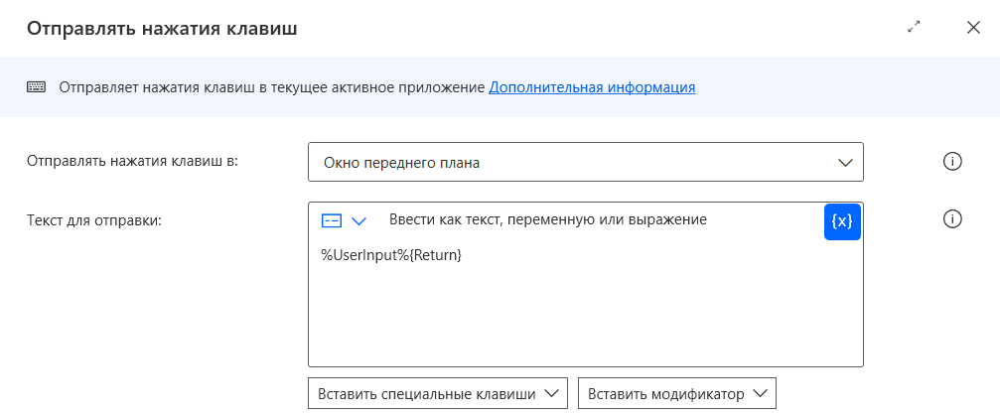 Отправлять нажатия клавиш
Отправляет нажатия клавиш в текущее активное приложение Дополнительная информация
Отправлять нажатия клавиш в:
Окно переднего плана
Текст для отправки:
Ввести как текст, переменную или выражение
{x}
%UserInput%{Return}
Вставить специальные клавиши
Вставить модификатор